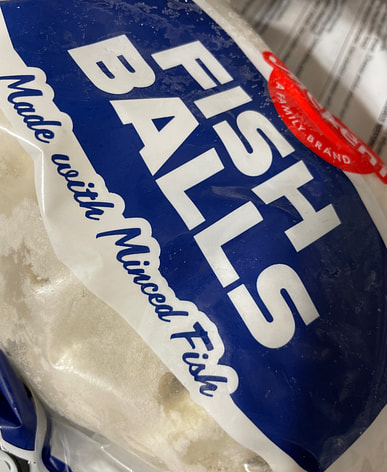 A FAMILY BRAND
FISH
BALLS
Made with Minced Fish